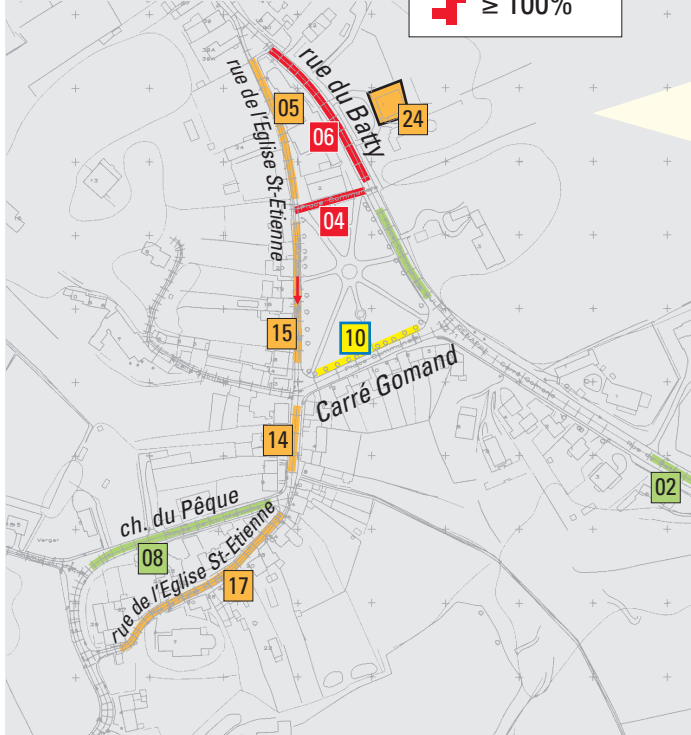 ≥ 100%
rue du Batty
05
24
06
rue de l'Eglise St-Etienne
04
15
10
Carré Gomand
14
02
ch. du Pêque
08
rue de l'Eglise St-Etienne
17
Verger